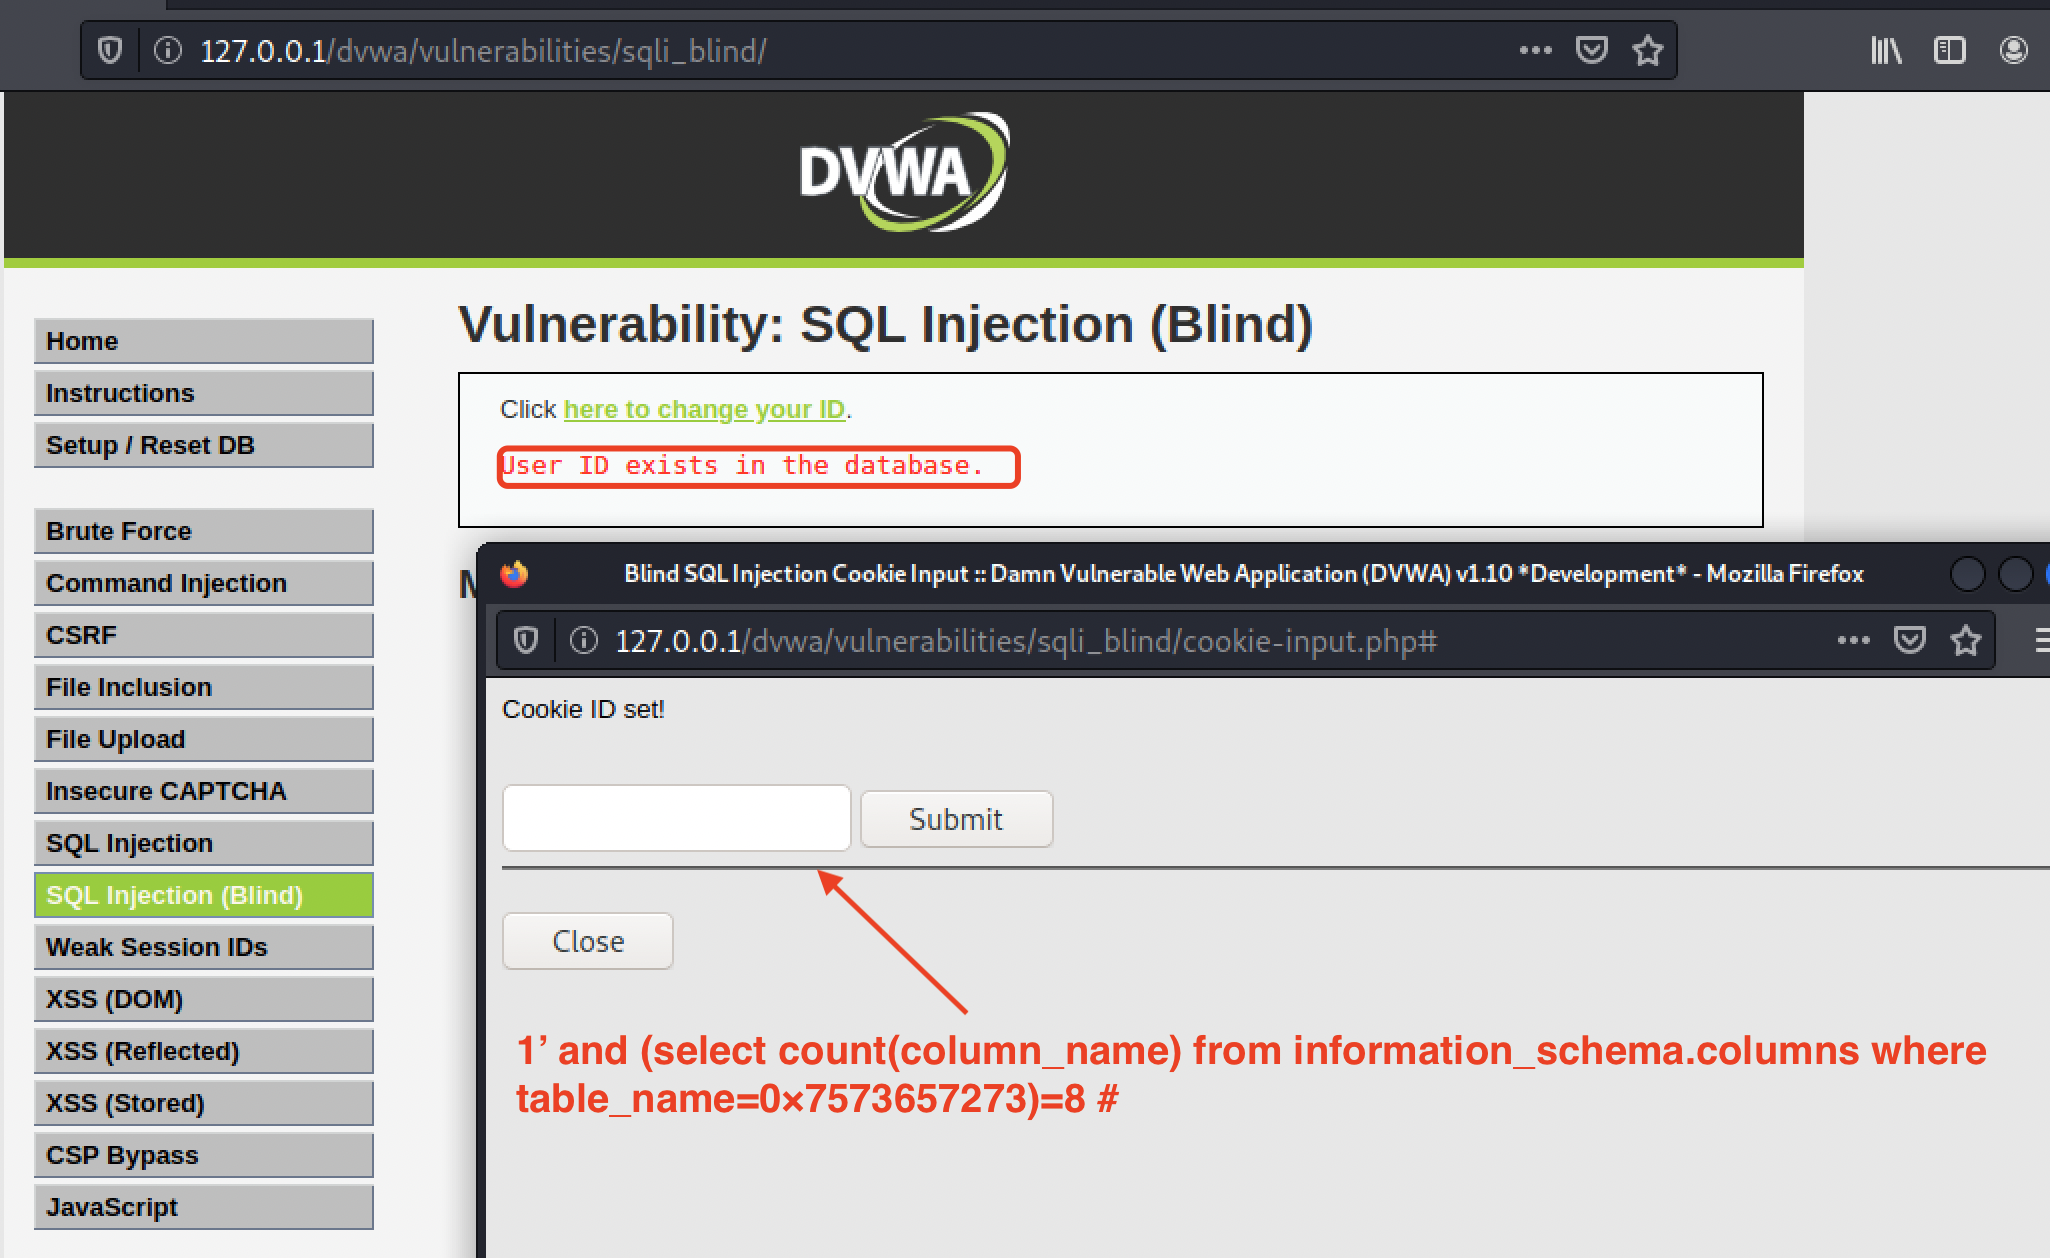 127.0.0.1/dvwa/vulnerabilities/sqli_blind/
DVWA
Home
Instructions
Setup / Reset DB
Brute Force
Command Injection
CSRF
File Inclusion
File Upload
Insecure CAPTCHA
SQL Injection
SQL Injection (Blind)
Weak Session IDs
XSS (DOM)
XSS (Reflected)
XSS (Stored)
CSP Bypass
JavaScript
Vulnerability: SQL Injection (Blind)
Click here to change your ID.
User ID exists in the database.
Blind SQL Injection Cookie Input :: Damn Vulnerable Web Application (DVWA) v1.10 *Development* - Mozilla Firefox
127.0.0.1/dvwa/vulnerabilities/sqli_blind/cookie-input.php#
Cookie ID set!
Submit
Close
1’ and (select count(column_name) from information_schema.columns where
table_name=0×7573657273)=8 #